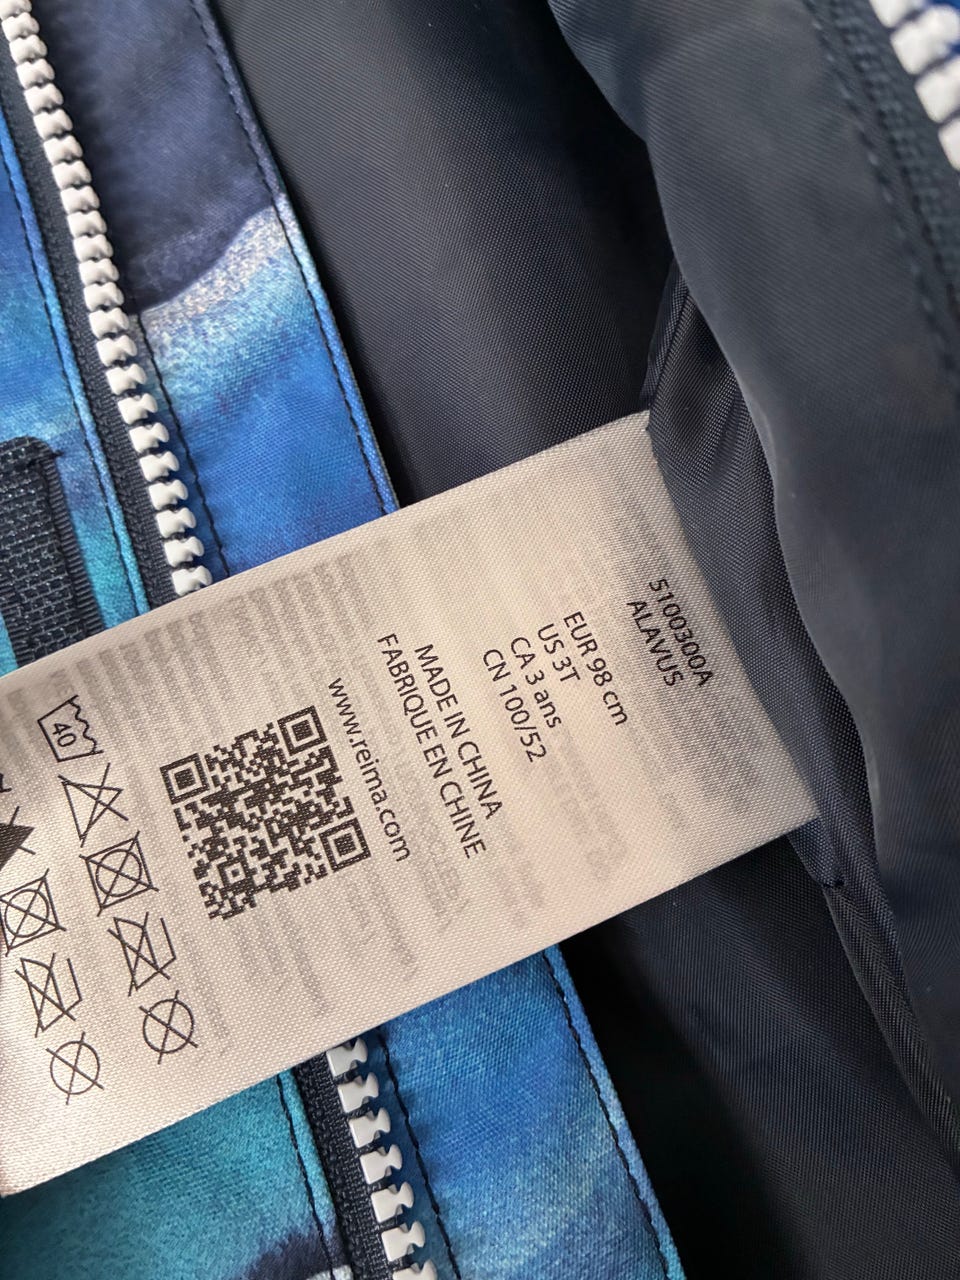 5100300A
ALAVUS
EUR 98 cm
US 3T
CA 3 ans
CN 100/52
MADE IN CHINA
FABRIQUE EN CHINE
www.reima.com
40